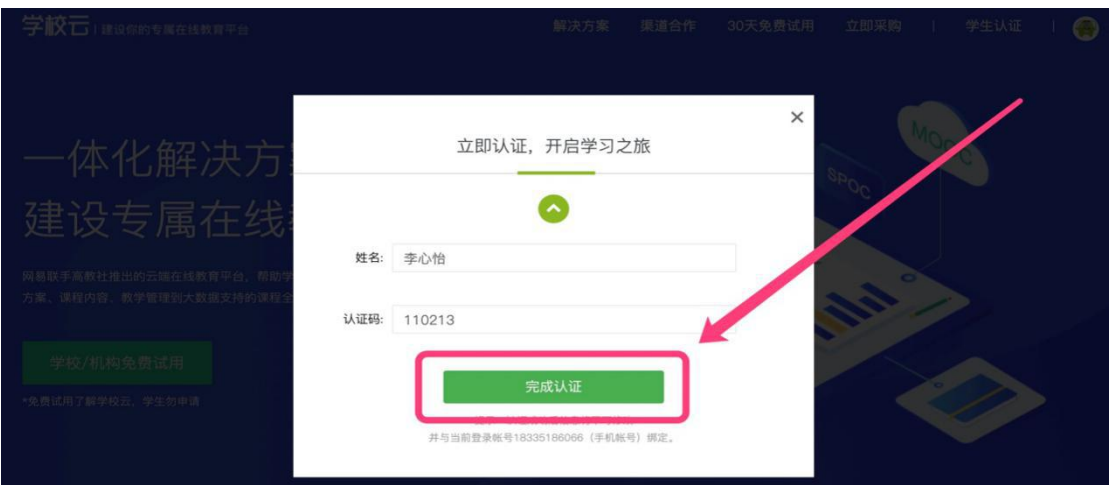 学校云 | 建设你的专属在线教育平台
解决方案 渠道合作 30天免费试用 立即采购 | 学生认证 |
一体化解决方
建设专属在线
网易联手高教社推出的云端在线教育平台，帮助学
方案、课程内容、教学管理到大数据支持的课程全
学校/机构免费试用
*免费试用了解学校云，学生勿申请
MOOC
SPOC
×
立即认证，开启学习之旅
姓名: 李心怡
认证码: 110213
完成认证
并与当前登录帐号18335186066（手机帐号）绑定。